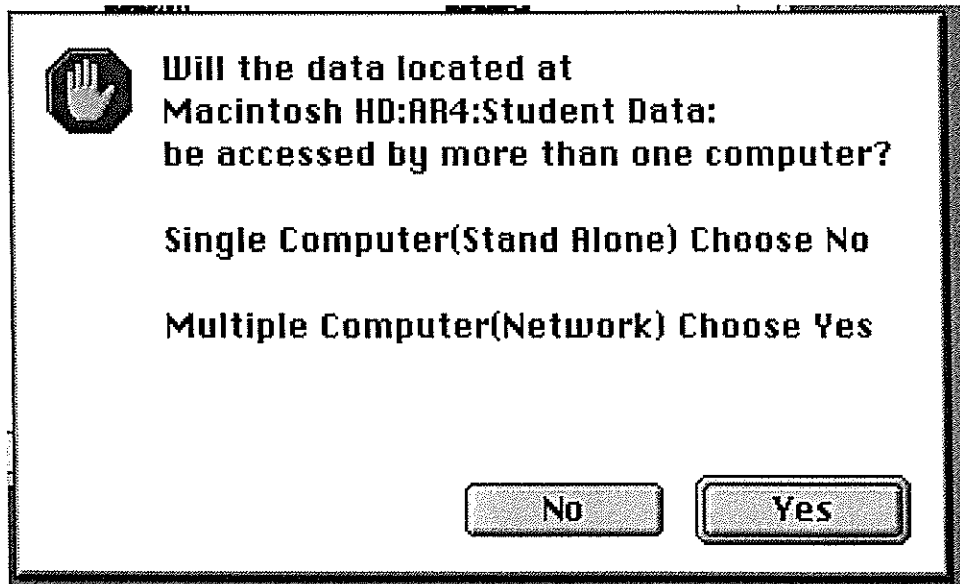 Will the data located at
Macintosh HD:AR4:Student Data:
be accessed by more than one computer?
Single Computer(Stand Alone) Choose No
Multiple Computer(Network) Choose Yes
No
Yes